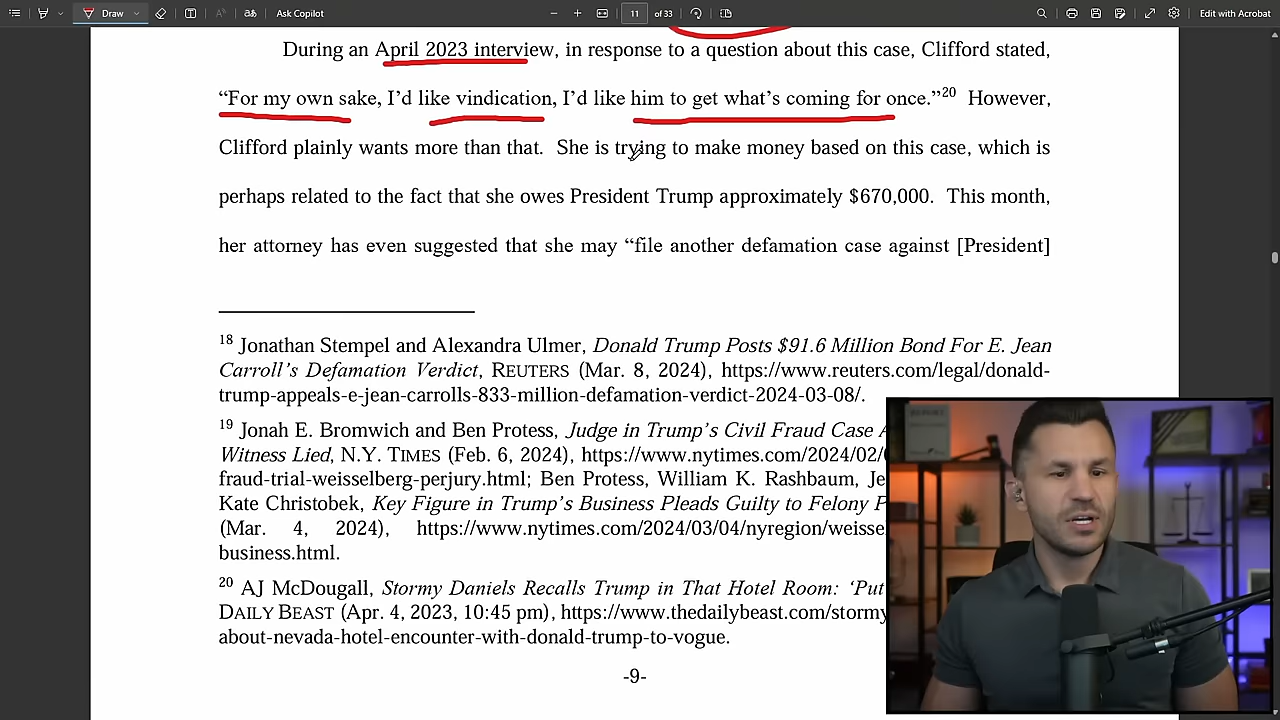 Draw
Ask Copilot
11
of 33
Edit with Acrobat
During an April 2023 interview, in response to a question about this case, Clifford stated,
“For my own sake, I’d like vindication, I’d like him to get what’s coming for once.”20 However,
Clifford plainly wants more than that. She is trying to make money based on this case, which is
perhaps related to the fact that she owes President Trump approximately $670,000. This month,
her attorney has even suggested that she may “file another defamation case against [President]
18 Jonathan Stempel and Alexandra Ulmer, Donald Trump Posts $91.6 Million Bond For E. Jean
Carroll’s Defamation Verdict, REUTERS (Mar. 8, 2024), https://www.reuters.com/legal/donald-
trump-appeals-e-jean-carrolls-833-million-defamation-verdict-2024-03-08/.
19 Jonah E. Bromwich and Ben Protess, Judge in Trump’s Civil Fraud Case A
Witness Lied, N.Y. TIMES (Feb. 6, 2024), https://www.nytimes.com/2024/02/
fraud-trial-weisselberg-perjury.html; Ben Protess, William K. Rashbaum, Je
Kate Christobek, Key Figure in Trump’s Business Pleads Guilty to Felony P
(Mar. 4, 2024), https://www.nytimes.com/2024/03/04/nyregion/weisse
business.html.
20 AJ McDougall, Stormy Daniels Recalls Trump in That Hotel Room: ‘Put
DAILY BEAST (Apr. 4, 2023, 10:45 pm), https://www.thedailybeast.com/stormy
about-nevada-hotel-encounter-with-donald-trump-to-vogue.
-9-